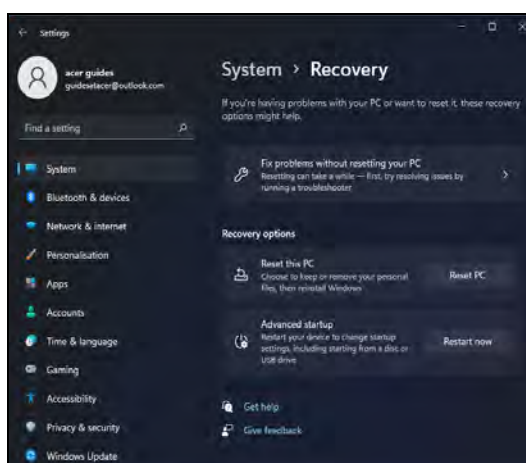 Settings
acer guides
guidesetacer@outlook.com
Find a setting
System
Bluetooth & devices
Network & internet
Personalisation
Apps
Accounts
Time & language
Gaming
Accessibility
Privacy & security
Windows Update
System > Recovery
If you're having problems with your PC or want to reset it, these recovery
options might help.
Fix problems without resetting your PC
Resetting can take a while — first, try resolving issues by
running a troubleshooter
Recovery options
Reset this PC
Choose to keep or remove your personal
files, then reinstall Windows
Reset PC
Advanced startup
Restart your device to change startup
settings, including starting from a disc or
USB drive
Restart now
Get help
Give feedback